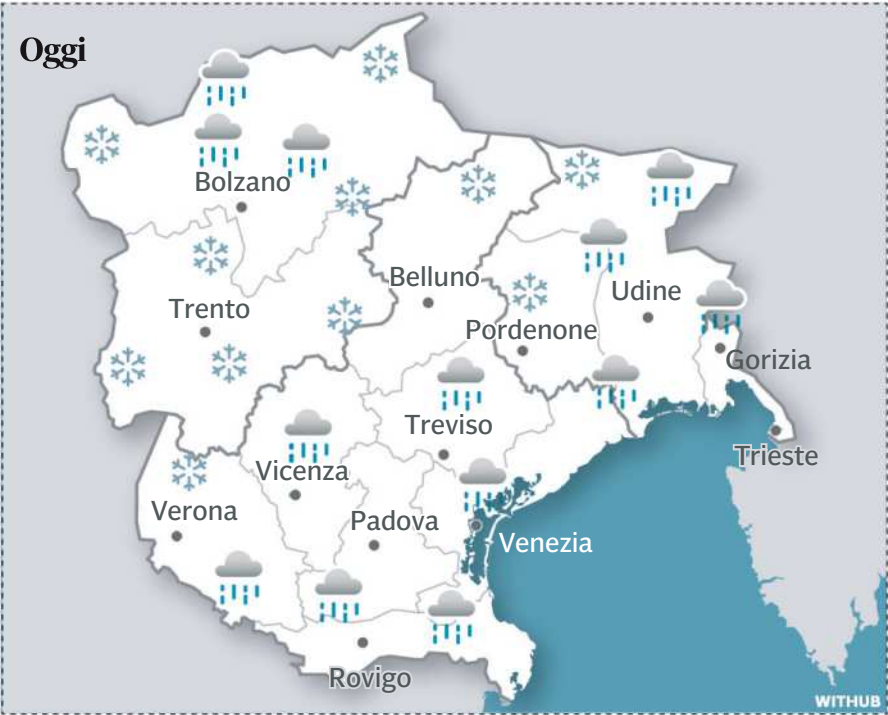 Oggi
Bolzano
Belluno
Udine
Trento
Pordenone
Gorizia
Treviso
Trieste
Vicenza
Verona
Padova
Venezia
Rovigo
WITHUB